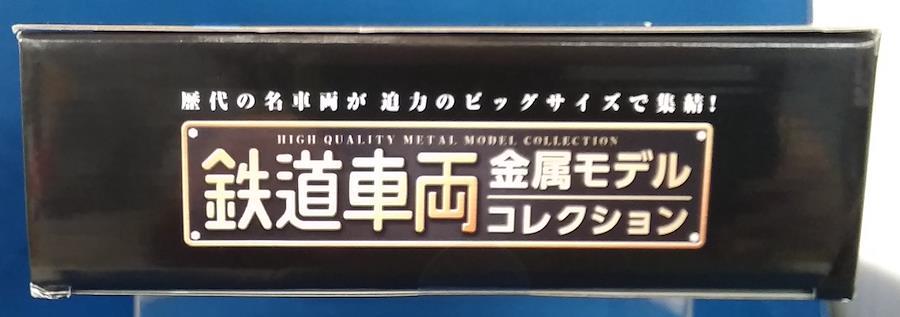 歴代の名車両が迫力のビッグサイズで集結!
HIGH QUALITY METAL MODEL COLLECTION
鉄道車両
金属モデル
コレクション